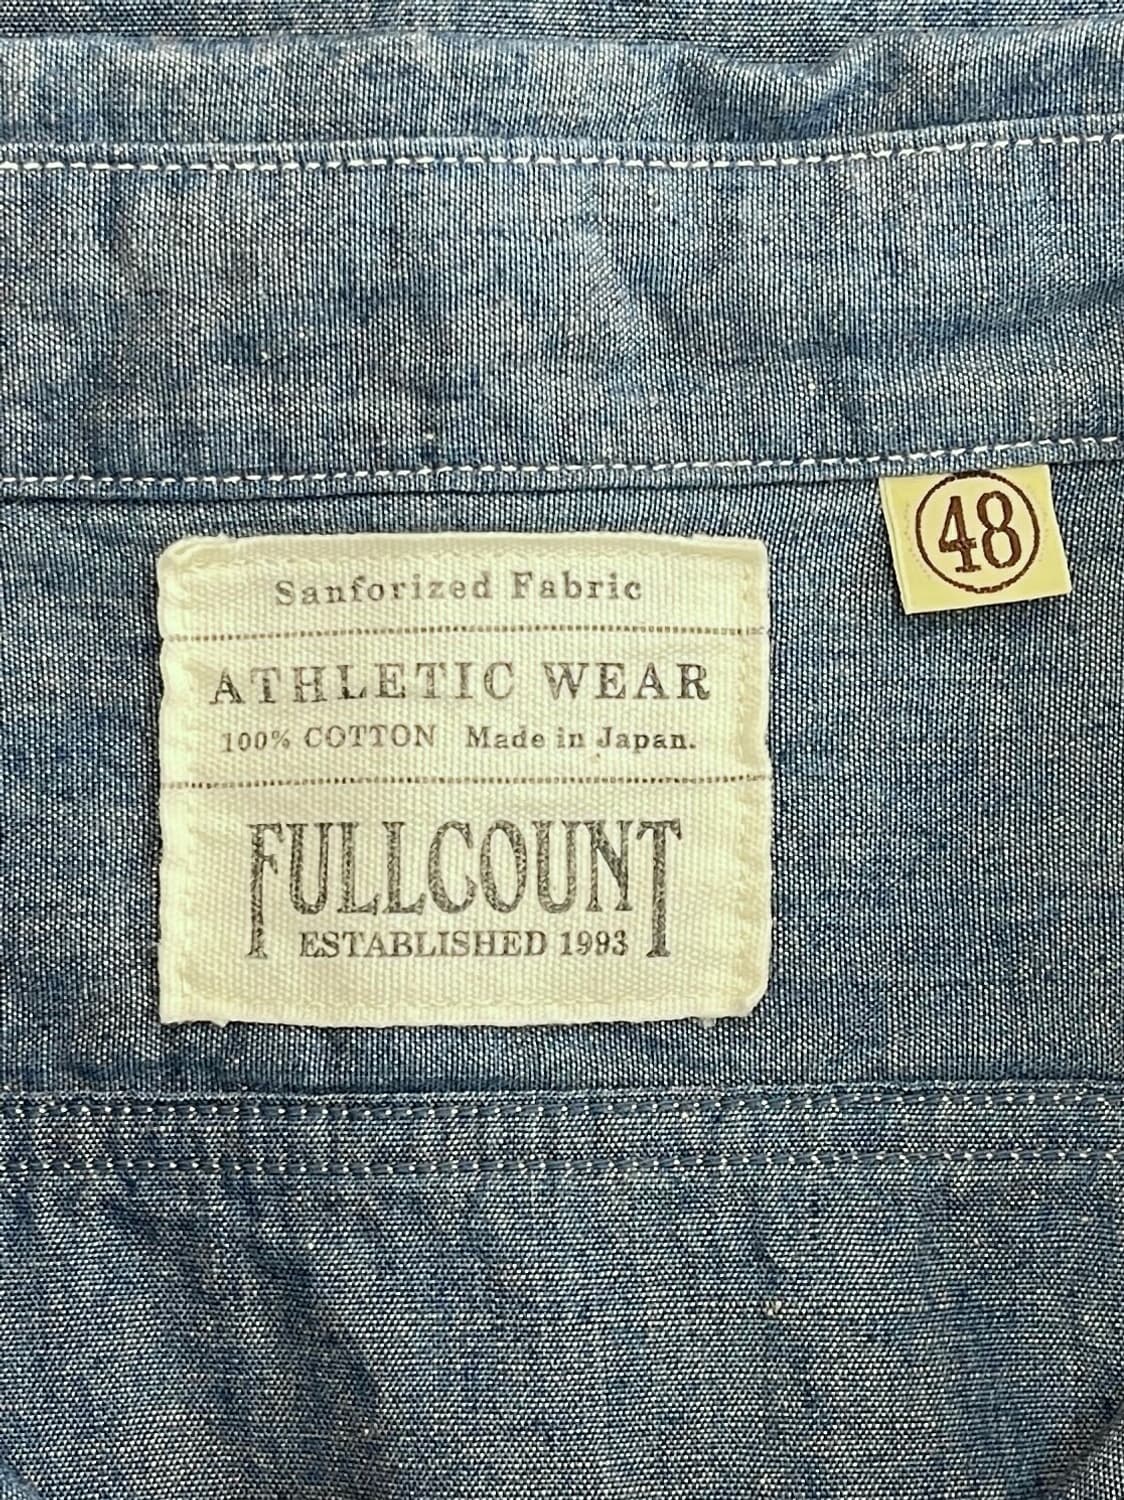 48
Sanforized Fabric
ATHLETIC WEAR
100% COTTON Made in Japan.
FULLCOUNT
ESTABLISHED 1993